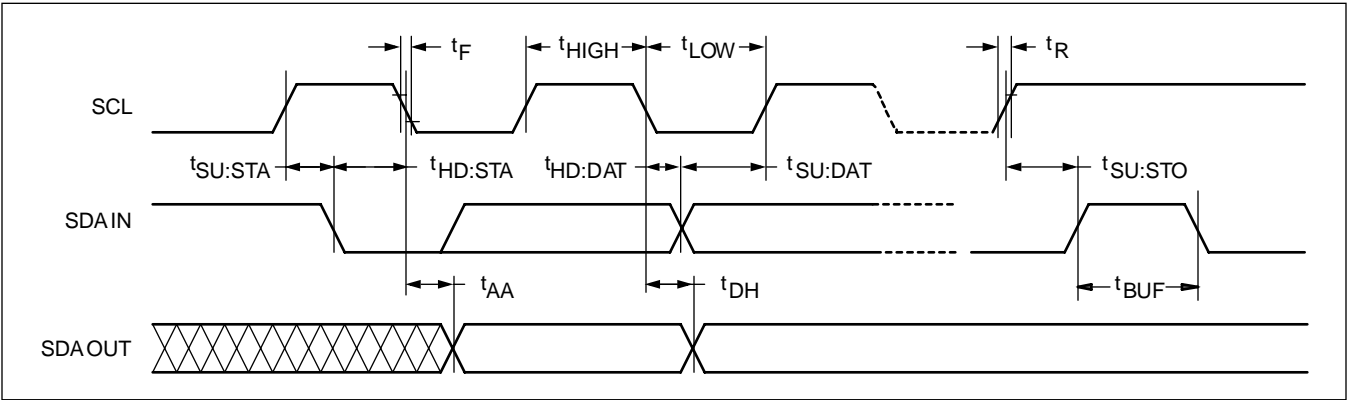 tF tHIGH tLOW tR
SCL
tSU:STA tHD:STA tHD:DAT tSU:DAT tSU:STO
SDA IN
tAA tDH tBUF
SDA OUT